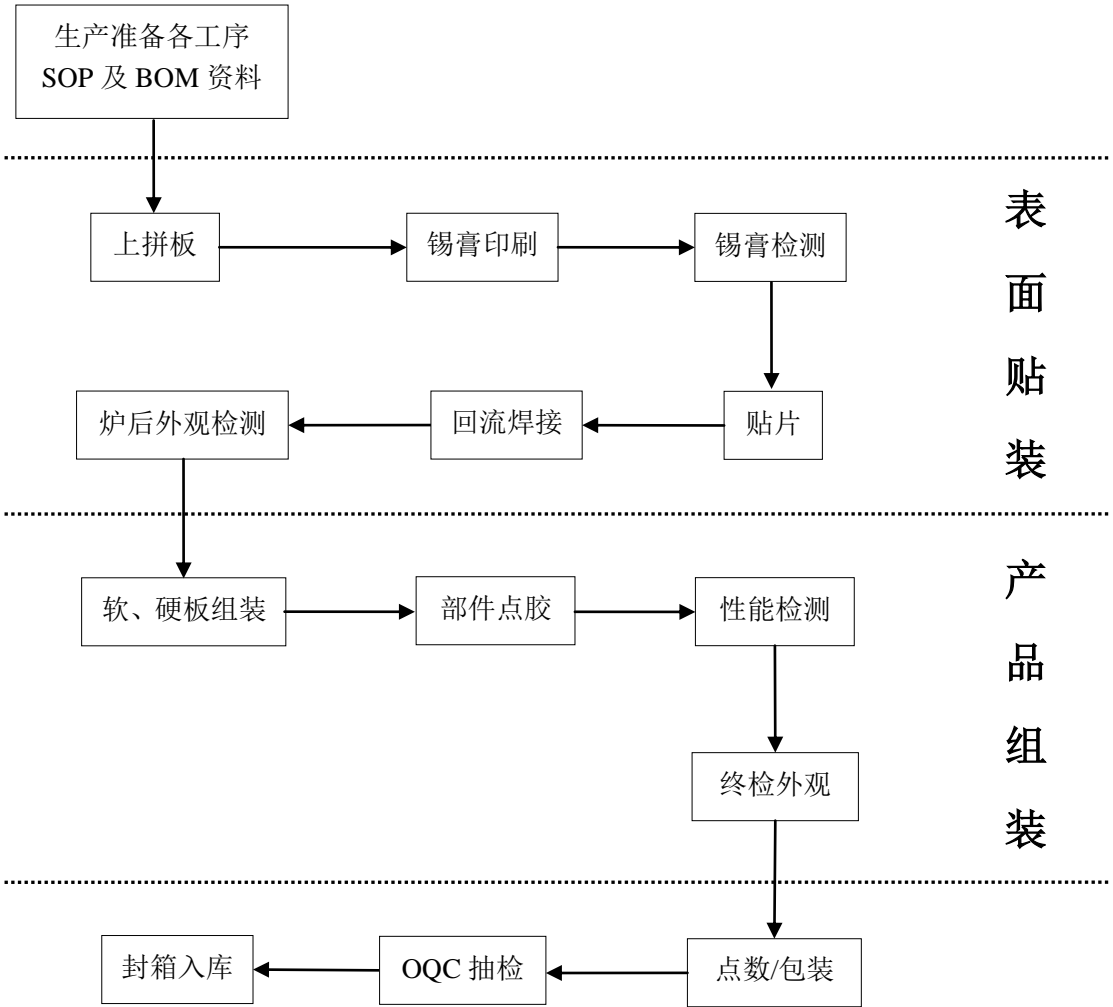 生产准备各工序
SOP 及 BOM 资料
上拼板
锡膏印刷
锡膏检测
贴片
回流焊接
炉后外观检测
表
面
贴
装
软、硬板组装
部件点胶
性能检测
终检外观
产
品
组
装
点数/包装
OQC 抽检
封箱入库